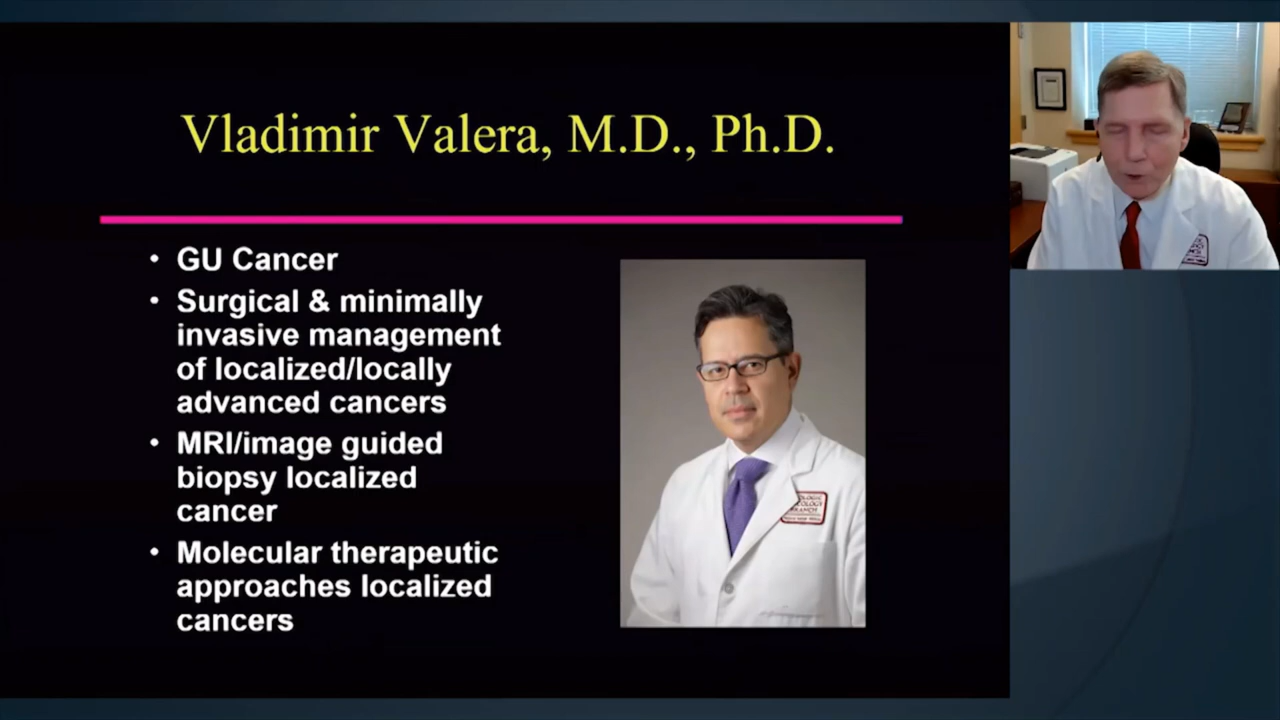 Vladimir Valera, M.D., Ph.D.
• GU Cancer
• Surgical & minimally
invasive management
of localized/locally
advanced cancers
• MRI/image guided
biopsy localized
cancer
• Molecular therapeutic
approaches localized
cancers